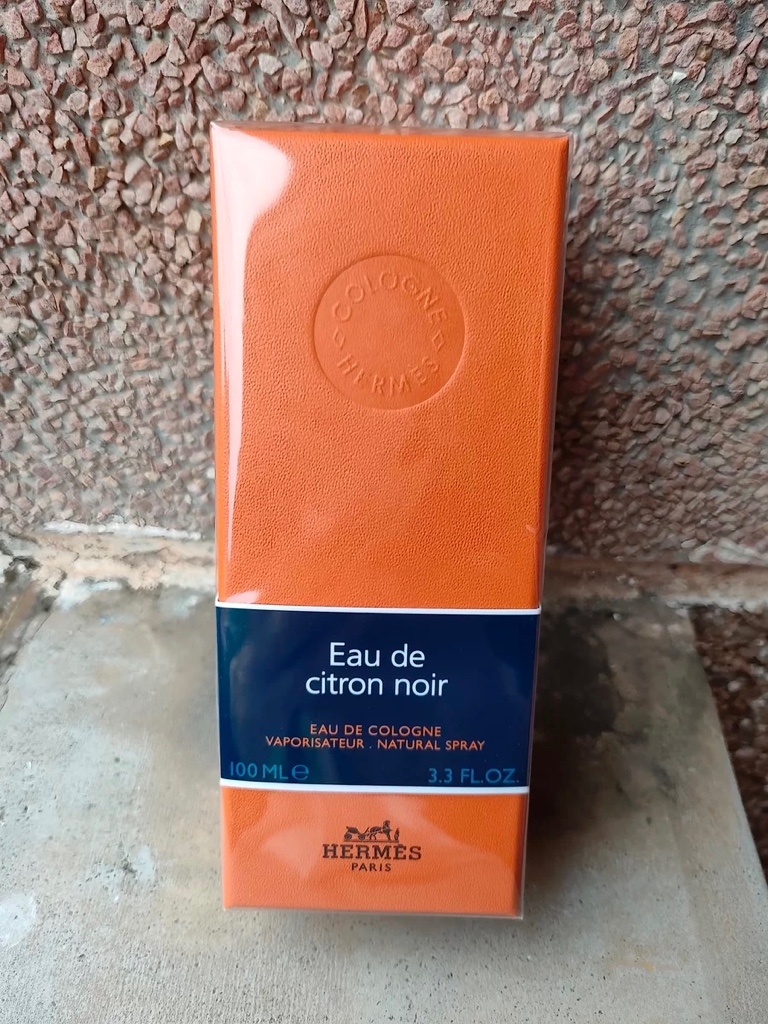 COLOGNE
HERMÈS
Eau de
citron noir
EAU DE COLOGNE
VAPORISATEUR . NATURAL SPRAY
100 ML ℮ 3.3 FL.OZ.
HERMÈS
PARIS